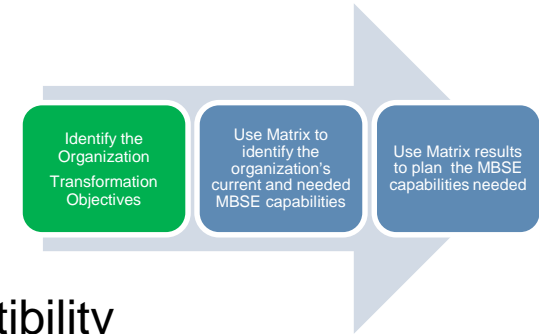 Identify the
Organization
Transformation
Objectives
Use Matrix to
identify the
organization's
current and needed
MBSE capabilities
Use Matrix results
to plan the MBSE
capabilities needed
tibility